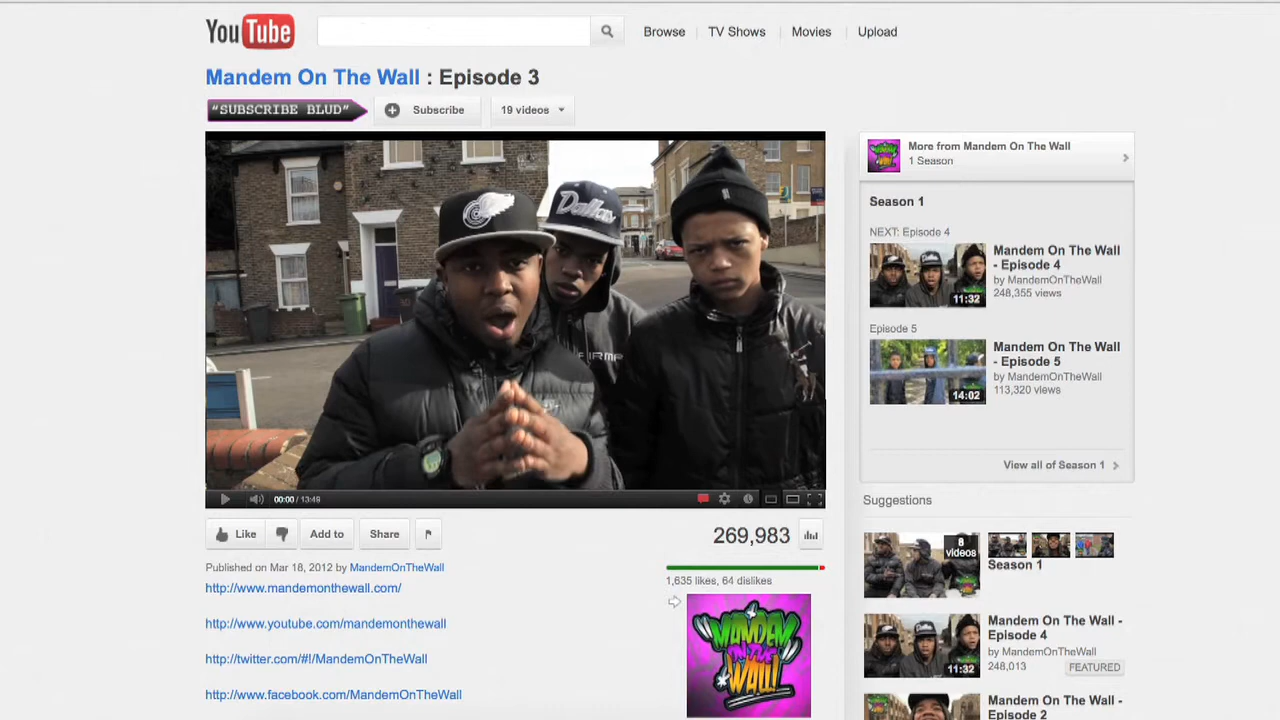 YouTube
Browse
TV Shows
Movies
Upload
Mandem On The Wall : Episode 3
"SUBSCRIBE BLUD"
Subscribe
19 videos
Dallas
00:00 / 13:48
Like
Add to
Share
269,983
Published on Mar 18, 2012 by MandemOnTheWall
1,635 likes, 64 dislikes
http://www.mandemonthewall.com/
http://www.youtube.com/mandemonthewall
http://twitter.com/#!/MandemOnTheWall
http://www.facebook.com/MandemOnTheWall
MANDEM
ON THE
WALL!
More from Mandem On The Wall
1 Season
Season 1
NEXT: Episode 4
11:32
Mandem On The Wall
- Episode 4
by MandemOnTheWall
248,355 views
Episode 5
14:02
Mandem On The Wall
- Episode 5
by MandemOnTheWall
113,320 views
View all of Season 1
Suggestions
8
videos
Season 1
11:32
Mandem On The Wall -
Episode 4
by MandemOnTheWall
248,013
FEATURED
Mandem On The Wall -
Episode 2